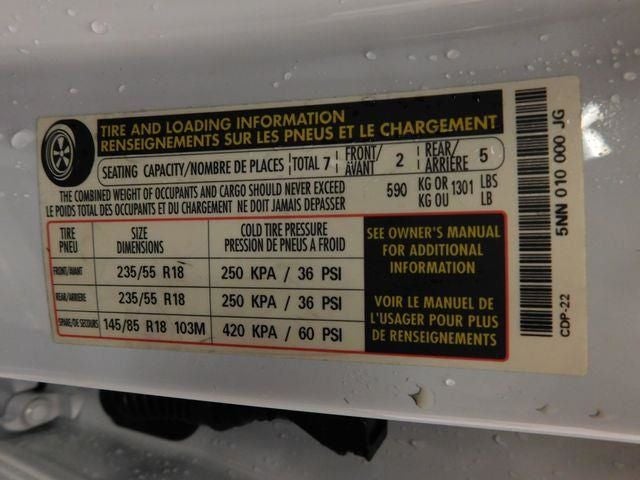 TIRE AND LOADING INFORMATION
RENSEIGNEMENTS SUR LES PNEUS ET LE CHARGEMENT
SEATING CAPACITY/NOMBRE DE PLACES TOTAL 7 FRONT/AVANT 2 REAR/ARRIÈRE 5
THE COMBINED WEIGHT OF OCCUPANTS AND CARGO SHOULD NEVER EXCEED 590 KG OR 1301 LBS
LE POIDS TOTAL DES OCCUPANTS ET DU CHARGEMENT NE DOIT JAMAIS DEPASSER KG OU LB
TIRE PNEU SIZE DIMENSIONS COLD TIRE PRESSURE PRESSION DE PNEUS A FROID
FRONT/AVANT 235/55 R18 250 KPA / 36 PSI
REAR/ARRIERE 235/55 R18 250 KPA / 36 PSI
SPARE/DE SECOURS 145/85 R18 103M 420 KPA / 60 PSI
SEE OWNER'S MANUAL
FOR ADDITIONAL
INFORMATION
VOIR LE MANUEL DE
L'USAGER POUR PLUS
DE RENSEIGNEMENTS
5NN 010 000 JG
CDP-22